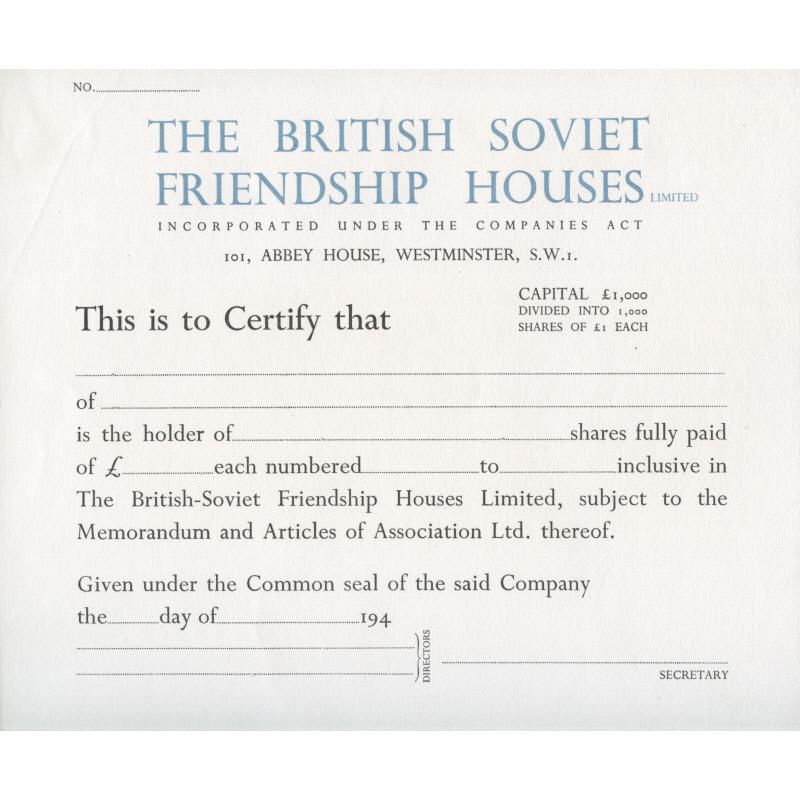 NO.
THE BRITISH SOVIET
FRIENDSHIP HOUSES LIMITED
INCORPORATED UNDER THE COMPANIES ACT
101, ABBEY HOUSE, WESTMINSTER, S.W.1.
This is to Certify that
CAPITAL £1,000
DIVIDED INTO 1,000
SHARES OF £1 EACH
of
is the holder of shares fully paid
of £ each numbered to inclusive in
The British-Soviet Friendship Houses Limited, subject to the
Memorandum and Articles of Association Ltd. thereof.
Given under the Common seal of the said Company
the day of 194
DIRECTORS
SECRETARY